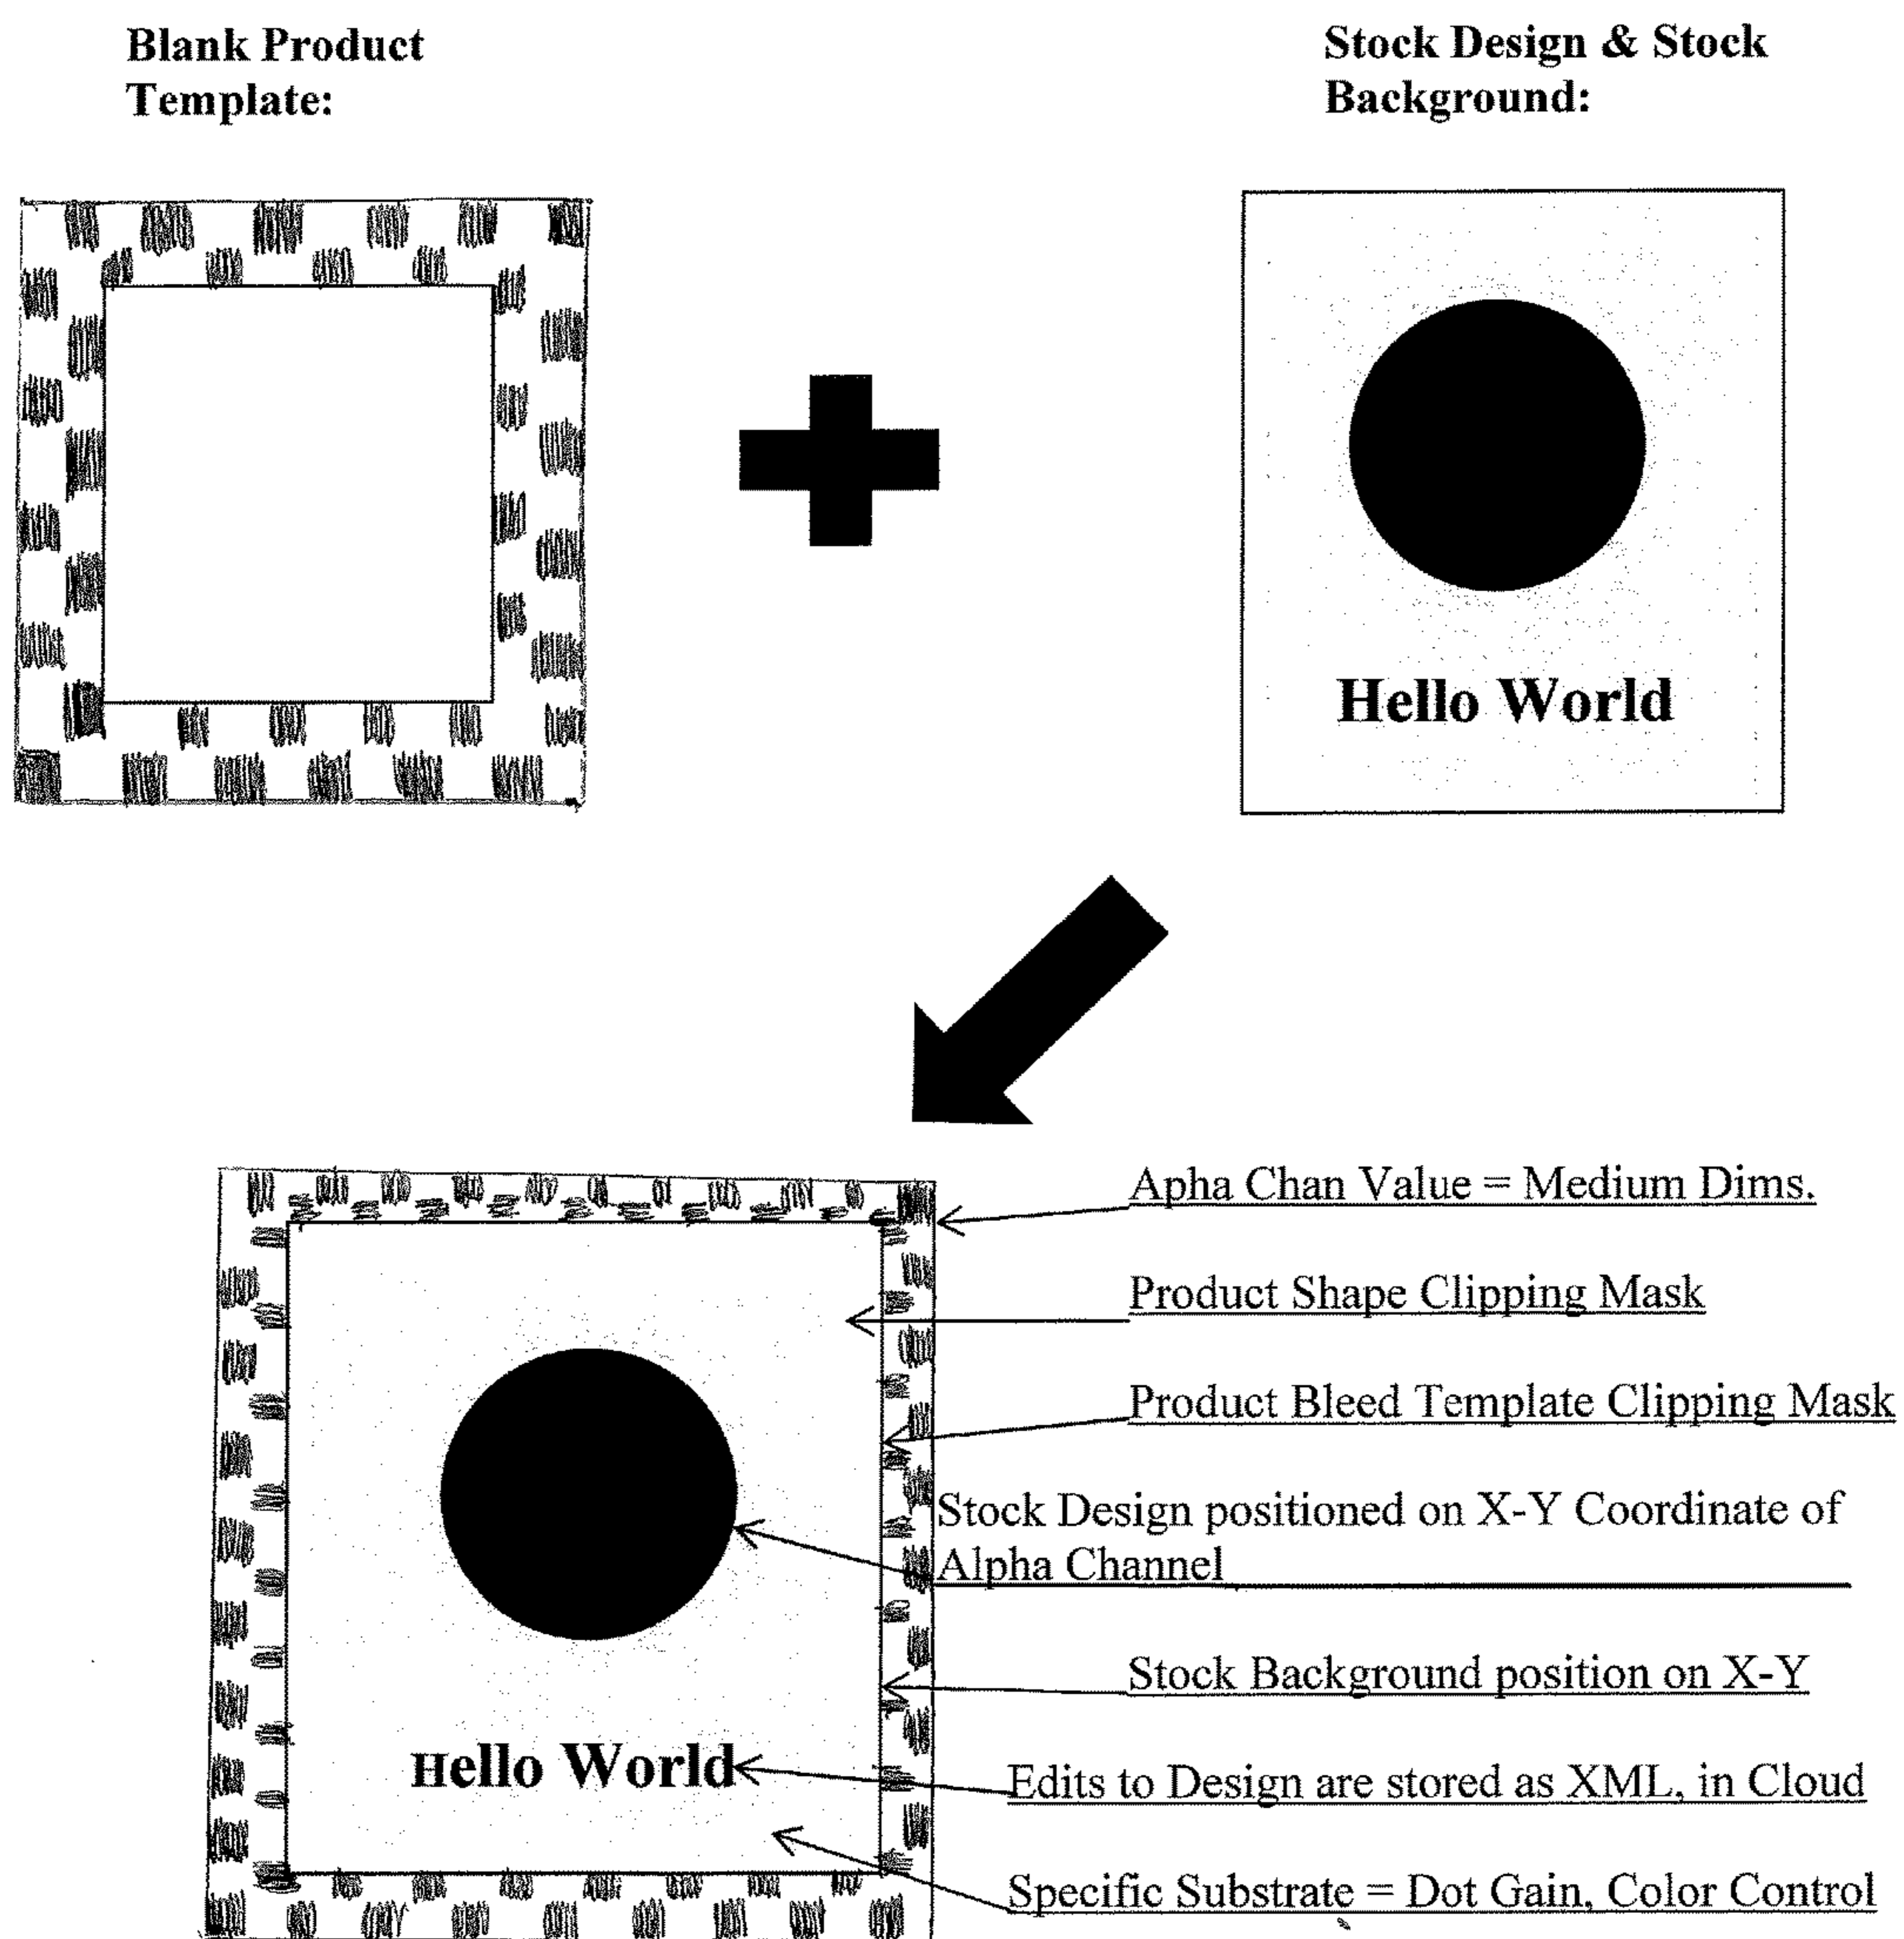 Blank Product
Template:
Stock Design & Stock
Background:
Hello World
Apha Chan Value = Medium Dims.
Product Shape Clipping Mask
Product Bleed Template Clipping Mask
Stock Design positioned on X-Y Coordinate of
Alpha Channel
Stock Background position on X-Y
Hello World
Edits to Design are stored as XML, in Cloud
Specific Substrate = Dot Gain, Color Control